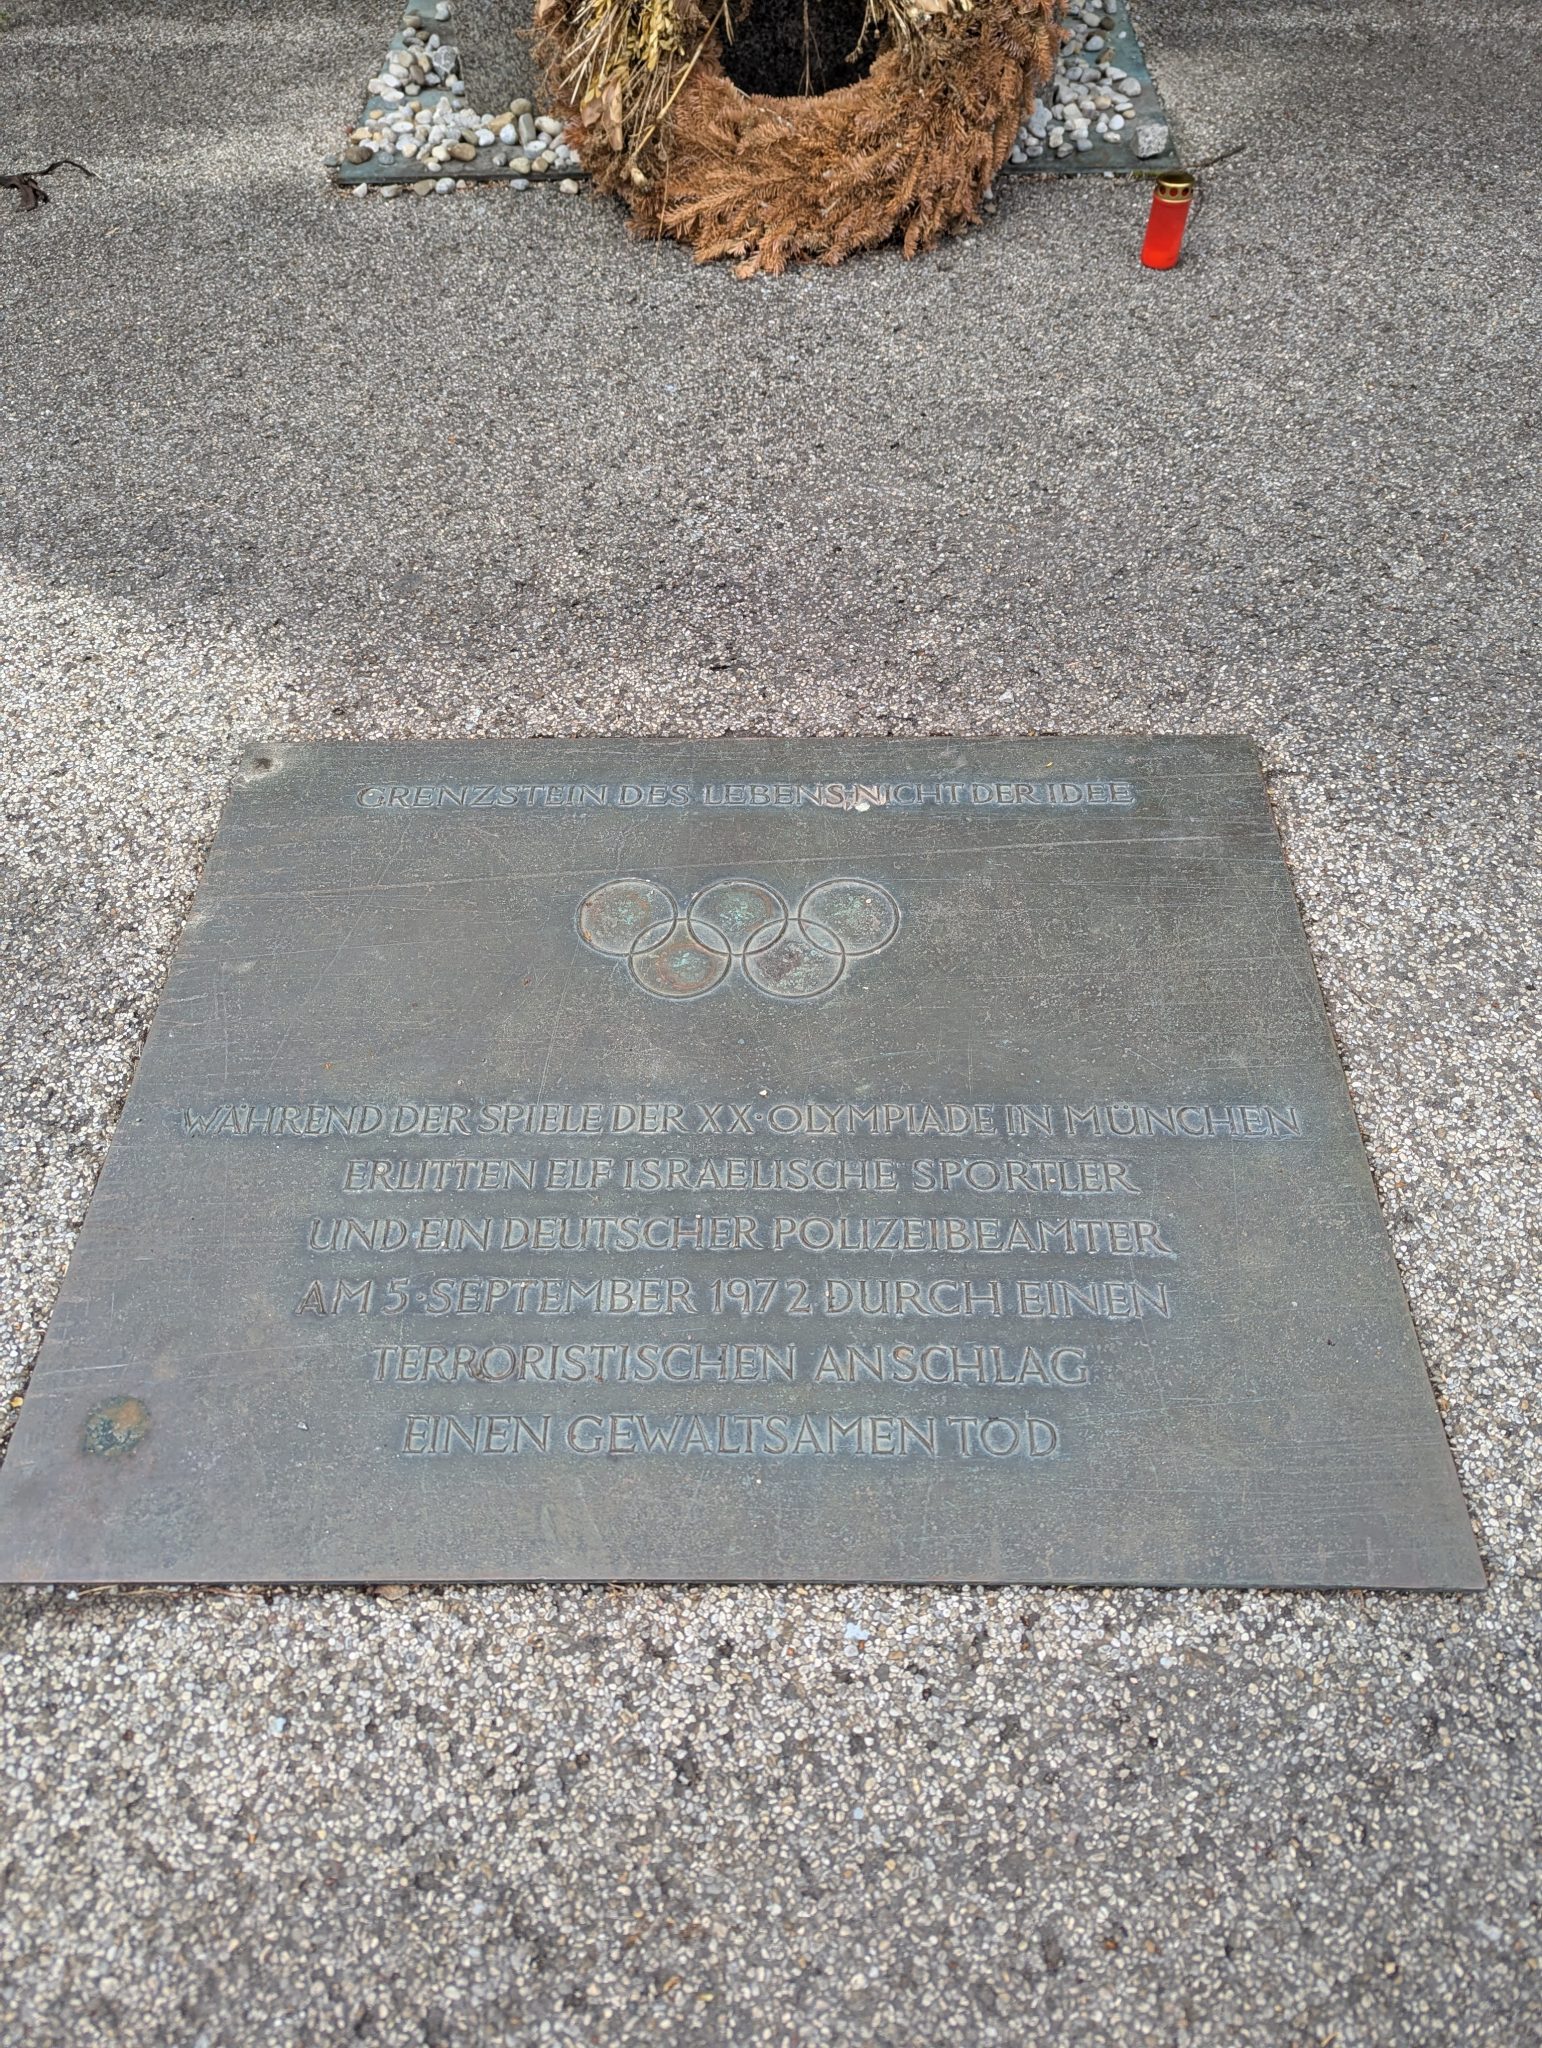 GRENZSTEIN DES LEBENS·NICHT DER IDEE
WÄHREND DER SPIELE DER XX·OLYMPIADE IN MÜNCHEN
ERLITTEN ELF ISRAELISCHE SPORTLER
UND EIN DEUTSCHER POLIZEIBEAMTER
AM 5·SEPTEMBER 1972 DURCH EINEN
TERRORISTISCHEN ANSCHLAG
EINEN GEWALTSAMEN TOD